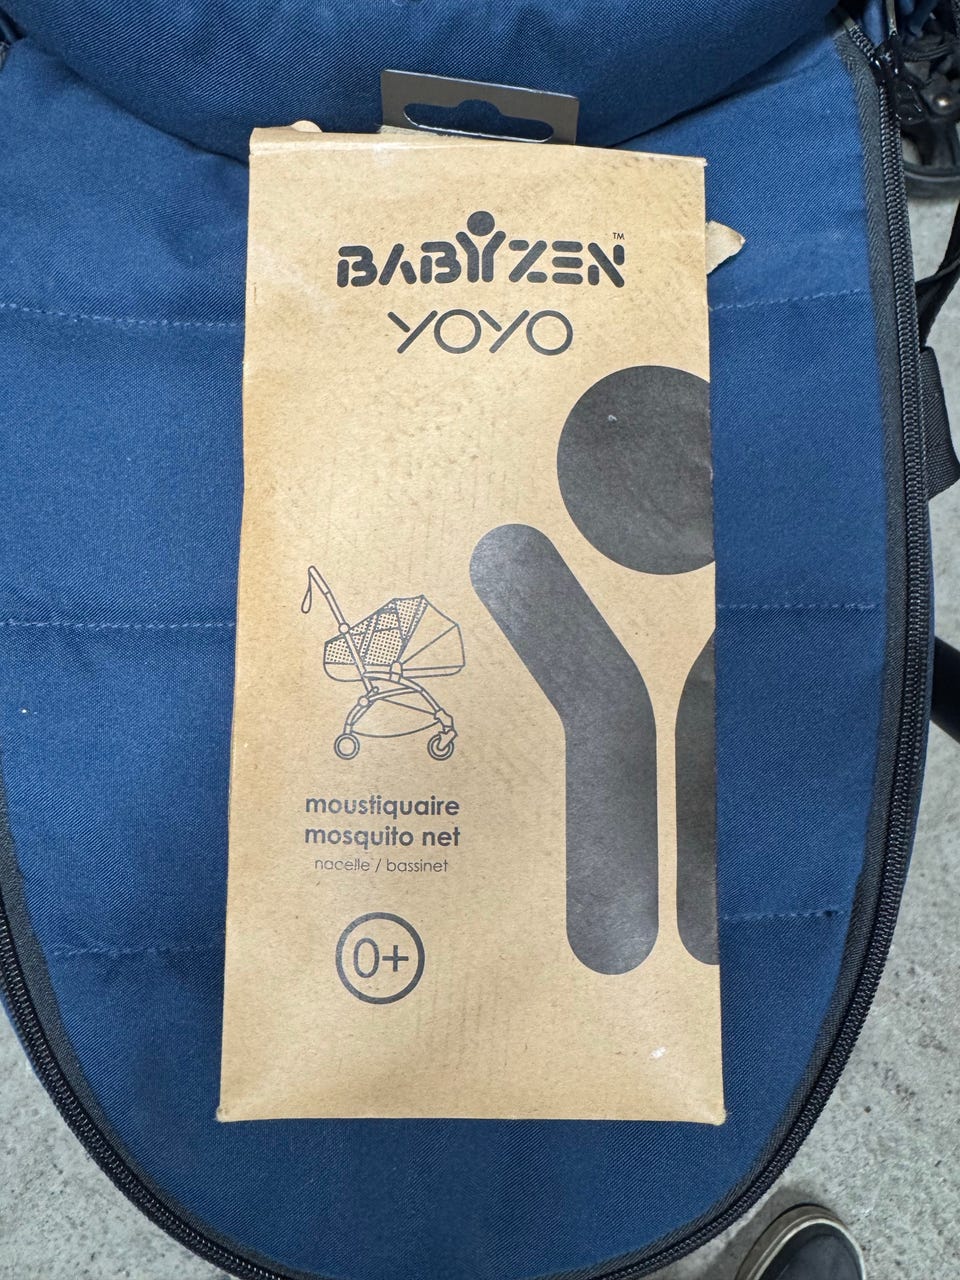 BABYZEN™
YOYO
moustiquaire
mosquito net
nacelle / bassinet
0+